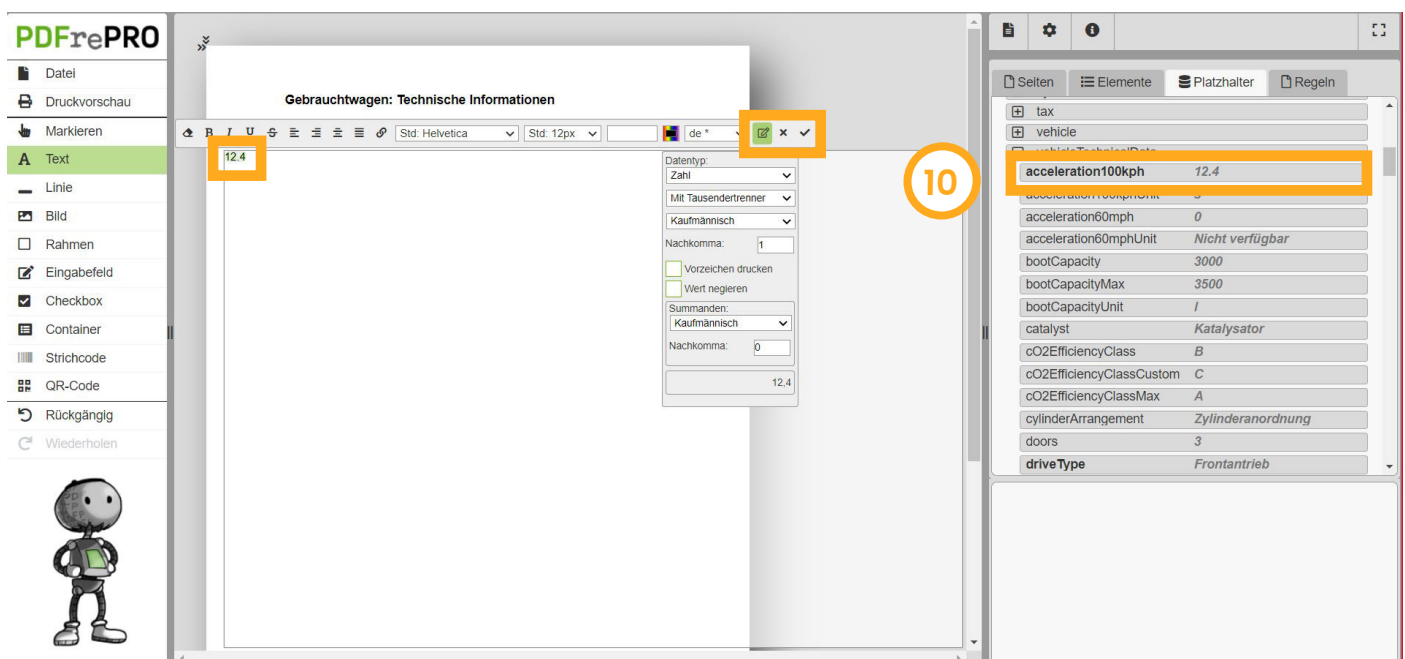 PDFrePRO
Datei
Druckvorschau
Markieren
Text
Linie
Bild
Rahmen
Eingabefeld
Checkbox
Container
Strichcode
QR-Code
Rückgängig
Wiederholen
Gebrauchtwagen: Technische Informationen
B I U S Std: Helvetica Std: 12px de *
12.4
Datentyp:
Zahl
Mit Tausendertrenner
Kaufmännisch
Nachkomma: 1
Vorzeichen drucken
Wert negieren
Summanden:
Kaufmännisch
Nachkomma: 0
12,4
10
Seiten Elemente Platzhalter Regeln
tax
vehicle
vehicleTechnicalData
acceleration100kph 12.4
acceleration100kphUnit s
acceleration60mph 0
acceleration60mphUnit Nicht verfügbar
bootCapacity 3000
bootCapacityMax 3500
bootCapacityUnit l
catalyst Katalysator
cO2EfficiencyClass B
cO2EfficiencyClassCustom C
cO2EfficiencyClassMax A
cylinderArrangement Zylinderanordnung
doors 3
driveType Frontantrieb